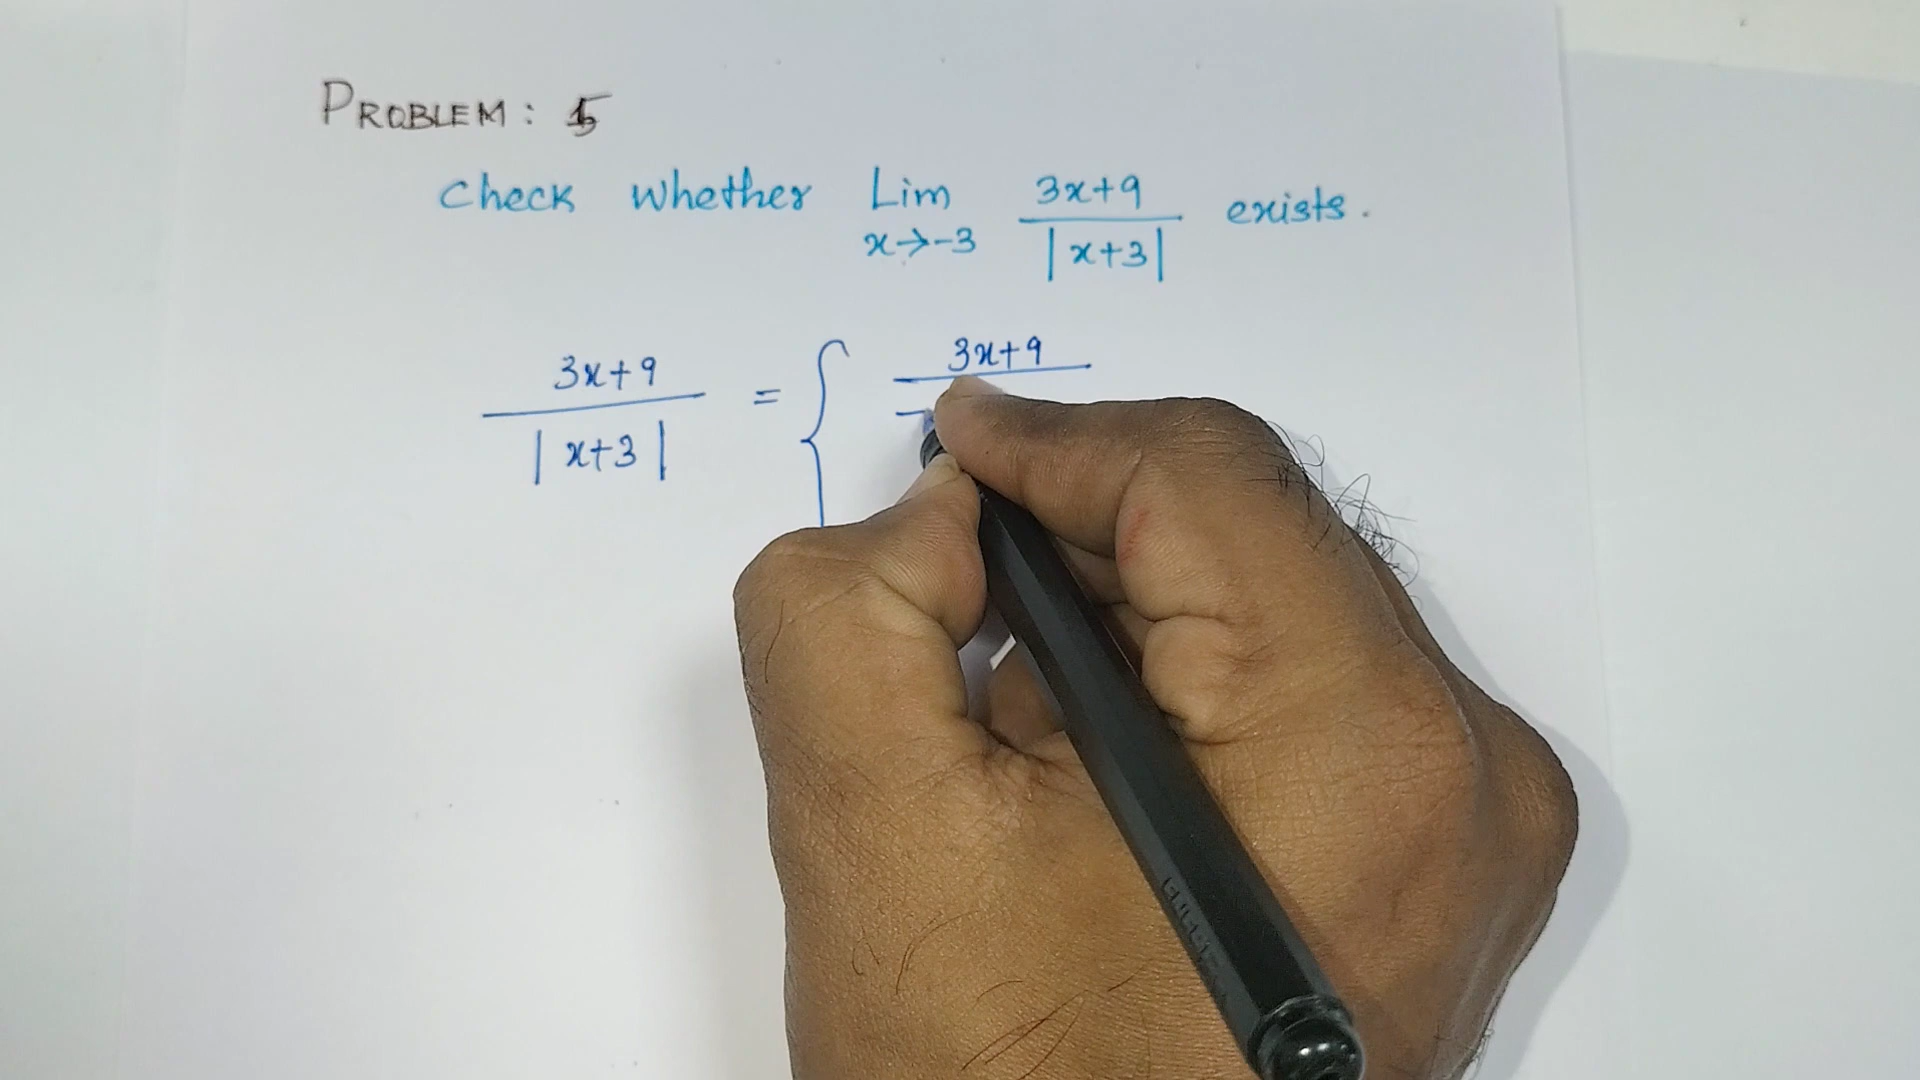 PROBLEM: 5
Check whether Lim x→-3 3x+9 / |x+3| exists.
3x+9 / |x+3| = { 3x+9 / -